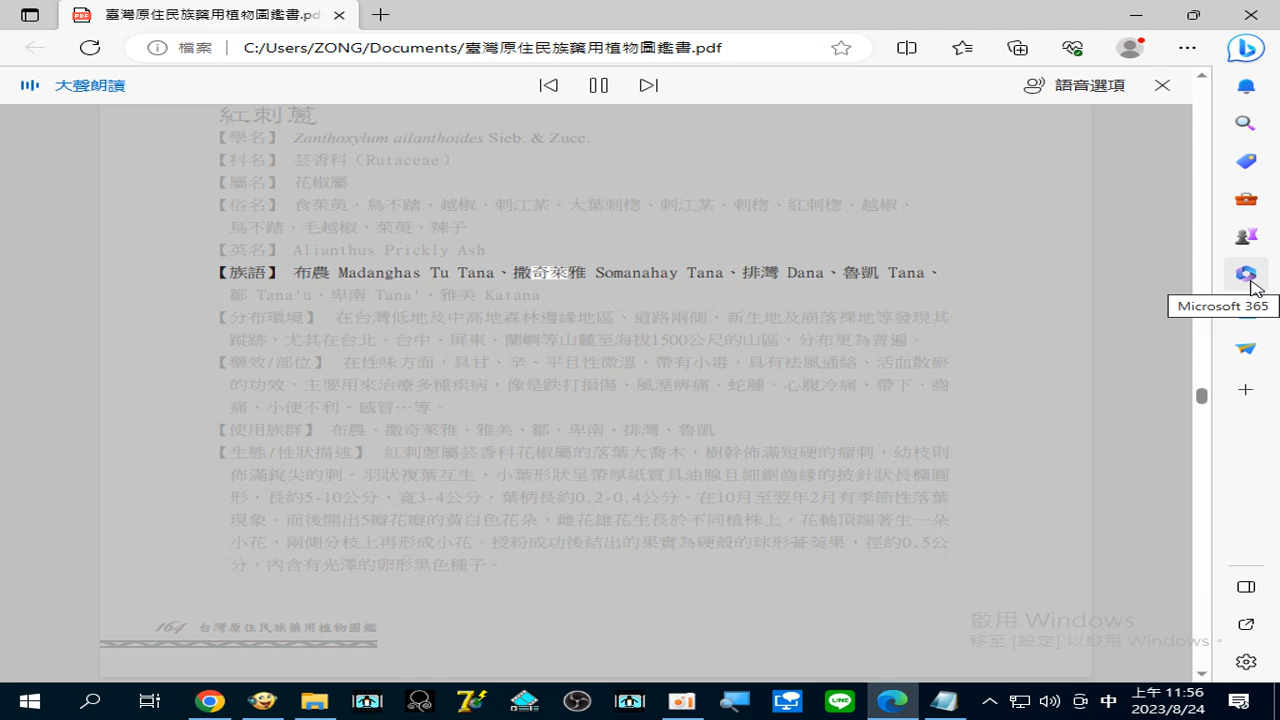 臺灣原住民族藥用植物圖鑑書.pdf
檔案 C:/Users/ZONG/Documents/臺灣原住民族藥用植物圖鑑書.pdf
大聲朗讀
語音選項
紅刺蔥
【學名】 Zanthoxylum ailanthoides Sieb. & Zucc.
【科名】 芸香科（Rutaceae）
【屬名】 花椒屬
【俗名】 食茱萸、鳥不踏、越椒、刺江某、大葉刺楤、刺江某、刺楤、紅刺楤、越椒、
鳥不踏、毛越椒、茱萸、辣子
【英名】 Alianthus Prickly Ash
【族語】 布農 Madanghas Tu Tana、撒奇萊雅 Somanahay Tana、排灣 Dana、魯凱 Tana、
鄒 Tana'u、卑南 Tana'、雅美 Katana
【分布環境】 在台灣低地及中高地森林邊緣地區、道路兩側、新生地及崩落裸地等發現其
蹤跡，尤其在台北、台中、屏東、蘭嶼等山麓至海拔1500公尺的山區，分布更為普遍。
【藥效/部位】 在性味方面，具甘、辛、平且性微溫，帶有小毒，具有祛風通絡、活血散瘀
的功效，主要用來治療多種疾病，像是跌打損傷、風溼痺痛、蛇腫、心腹冷痛、帶下、齒
痛、小便不利、感冒…等。
【使用族群】 布農、撒奇萊雅、雅美、鄒、卑南、排灣、魯凱
【生態/性狀描述】 紅刺蔥屬芸香科花椒屬的落葉大喬木，樹幹佈滿短硬的瘤刺，幼枝則
佈滿銳尖的刺。羽狀複葉互生，小葉形狀呈帶厚紙質具油腺且細鋸齒緣的披針狀長橢圓
形，長約5-10公分，寬3-4公分，葉柄長約0.2-0.4公分，在10月至翌年2月有季節性落葉
現象。而後開出5瓣花瓣的黃白色花朵，雌花雄花生長於不同植株上，花軸頂端著生一朵
小花，兩側分枝上再形成小花。授粉成功後結出的果實為硬殼的球形蓇葖果，徑約0.5公
分，內含有光澤的卵形黑色種子。
164 台灣原住民族藥用植物圖鑑
Microsoft 365
啟用 Windows
移至 [設定] 以啟用 Windows。
中
上午 11:56
2023/8/24